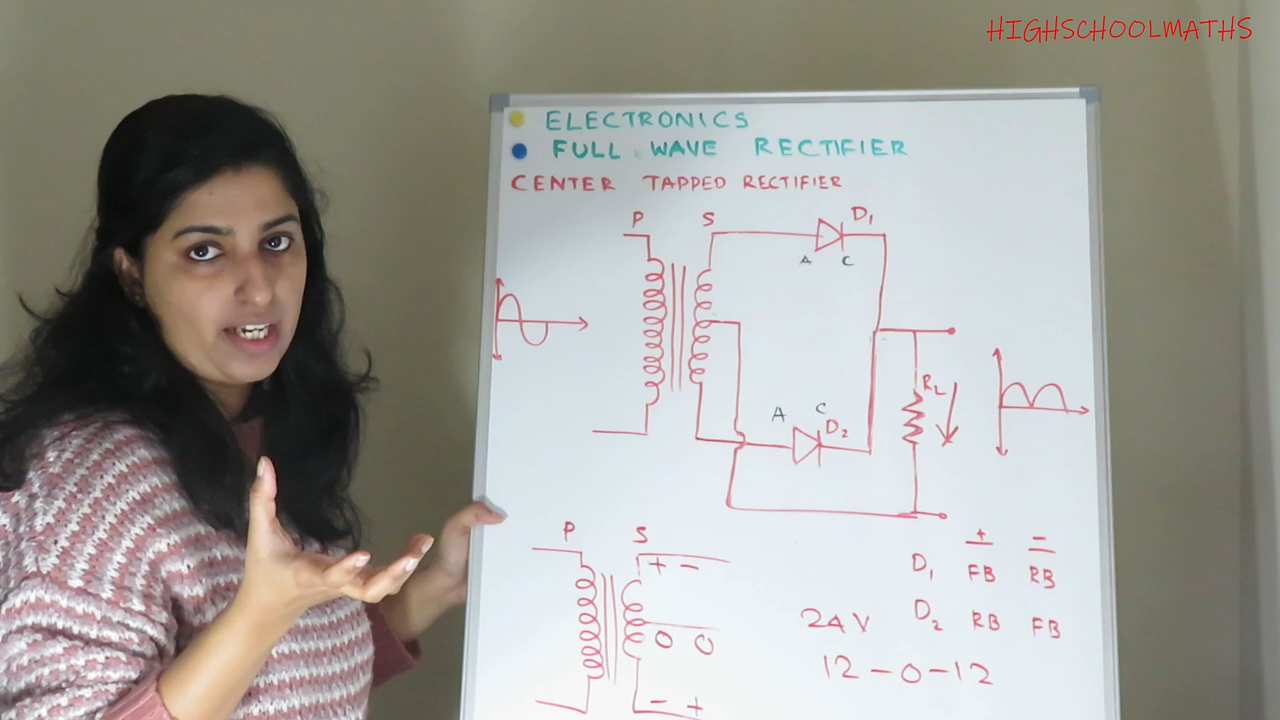 HIGHSCHOOLMATHS
ELECTRONICS
FULL WAVE RECTIFIER
CENTER TAPPED RECTIFIER
P S D1
A C
RL
A C
D2
P S
+ -
0 0
- +
+ -
D1 FB RB
D2 RB FB
24V
12-0-12